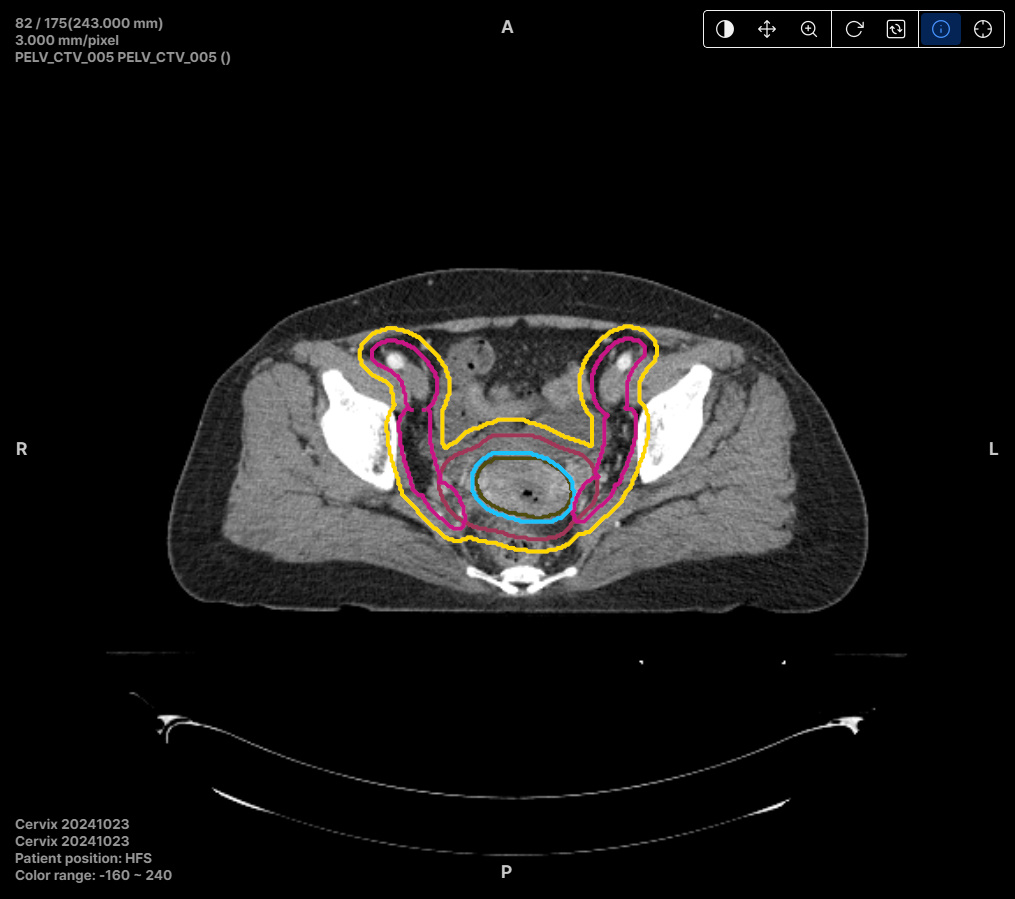 82 / 175(243.000 mm)
3.000 mm/pixel
PELV_CTV_005 PELV_CTV_005 ()
A
R
L
Cervix 20241023
Cervix 20241023
Patient position: HFS
Color range: -160 ~ 240
P